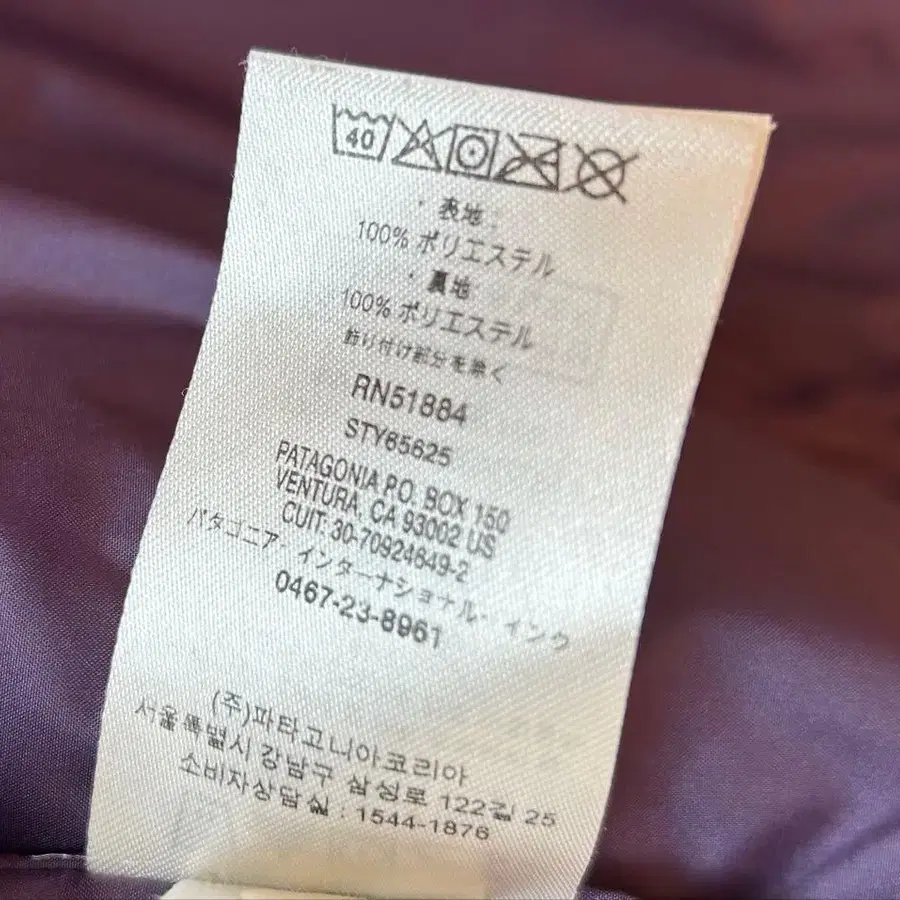 40
・表地：
100% ポリエステル
・裏地
100% ポリエステル
飾り付け部分を除く
RN51884
STY65625
PATAGONIA P.O. BOX 150
VENTURA, CA 93002 US
CUIT: 30-70924649-2
パタゴニア・インターナショナル・インク
0467-23-8961
(주)파타고니아코리아
서울특별시 강남구 삼성로 122길 25
소비자상담실 : 1544-1876